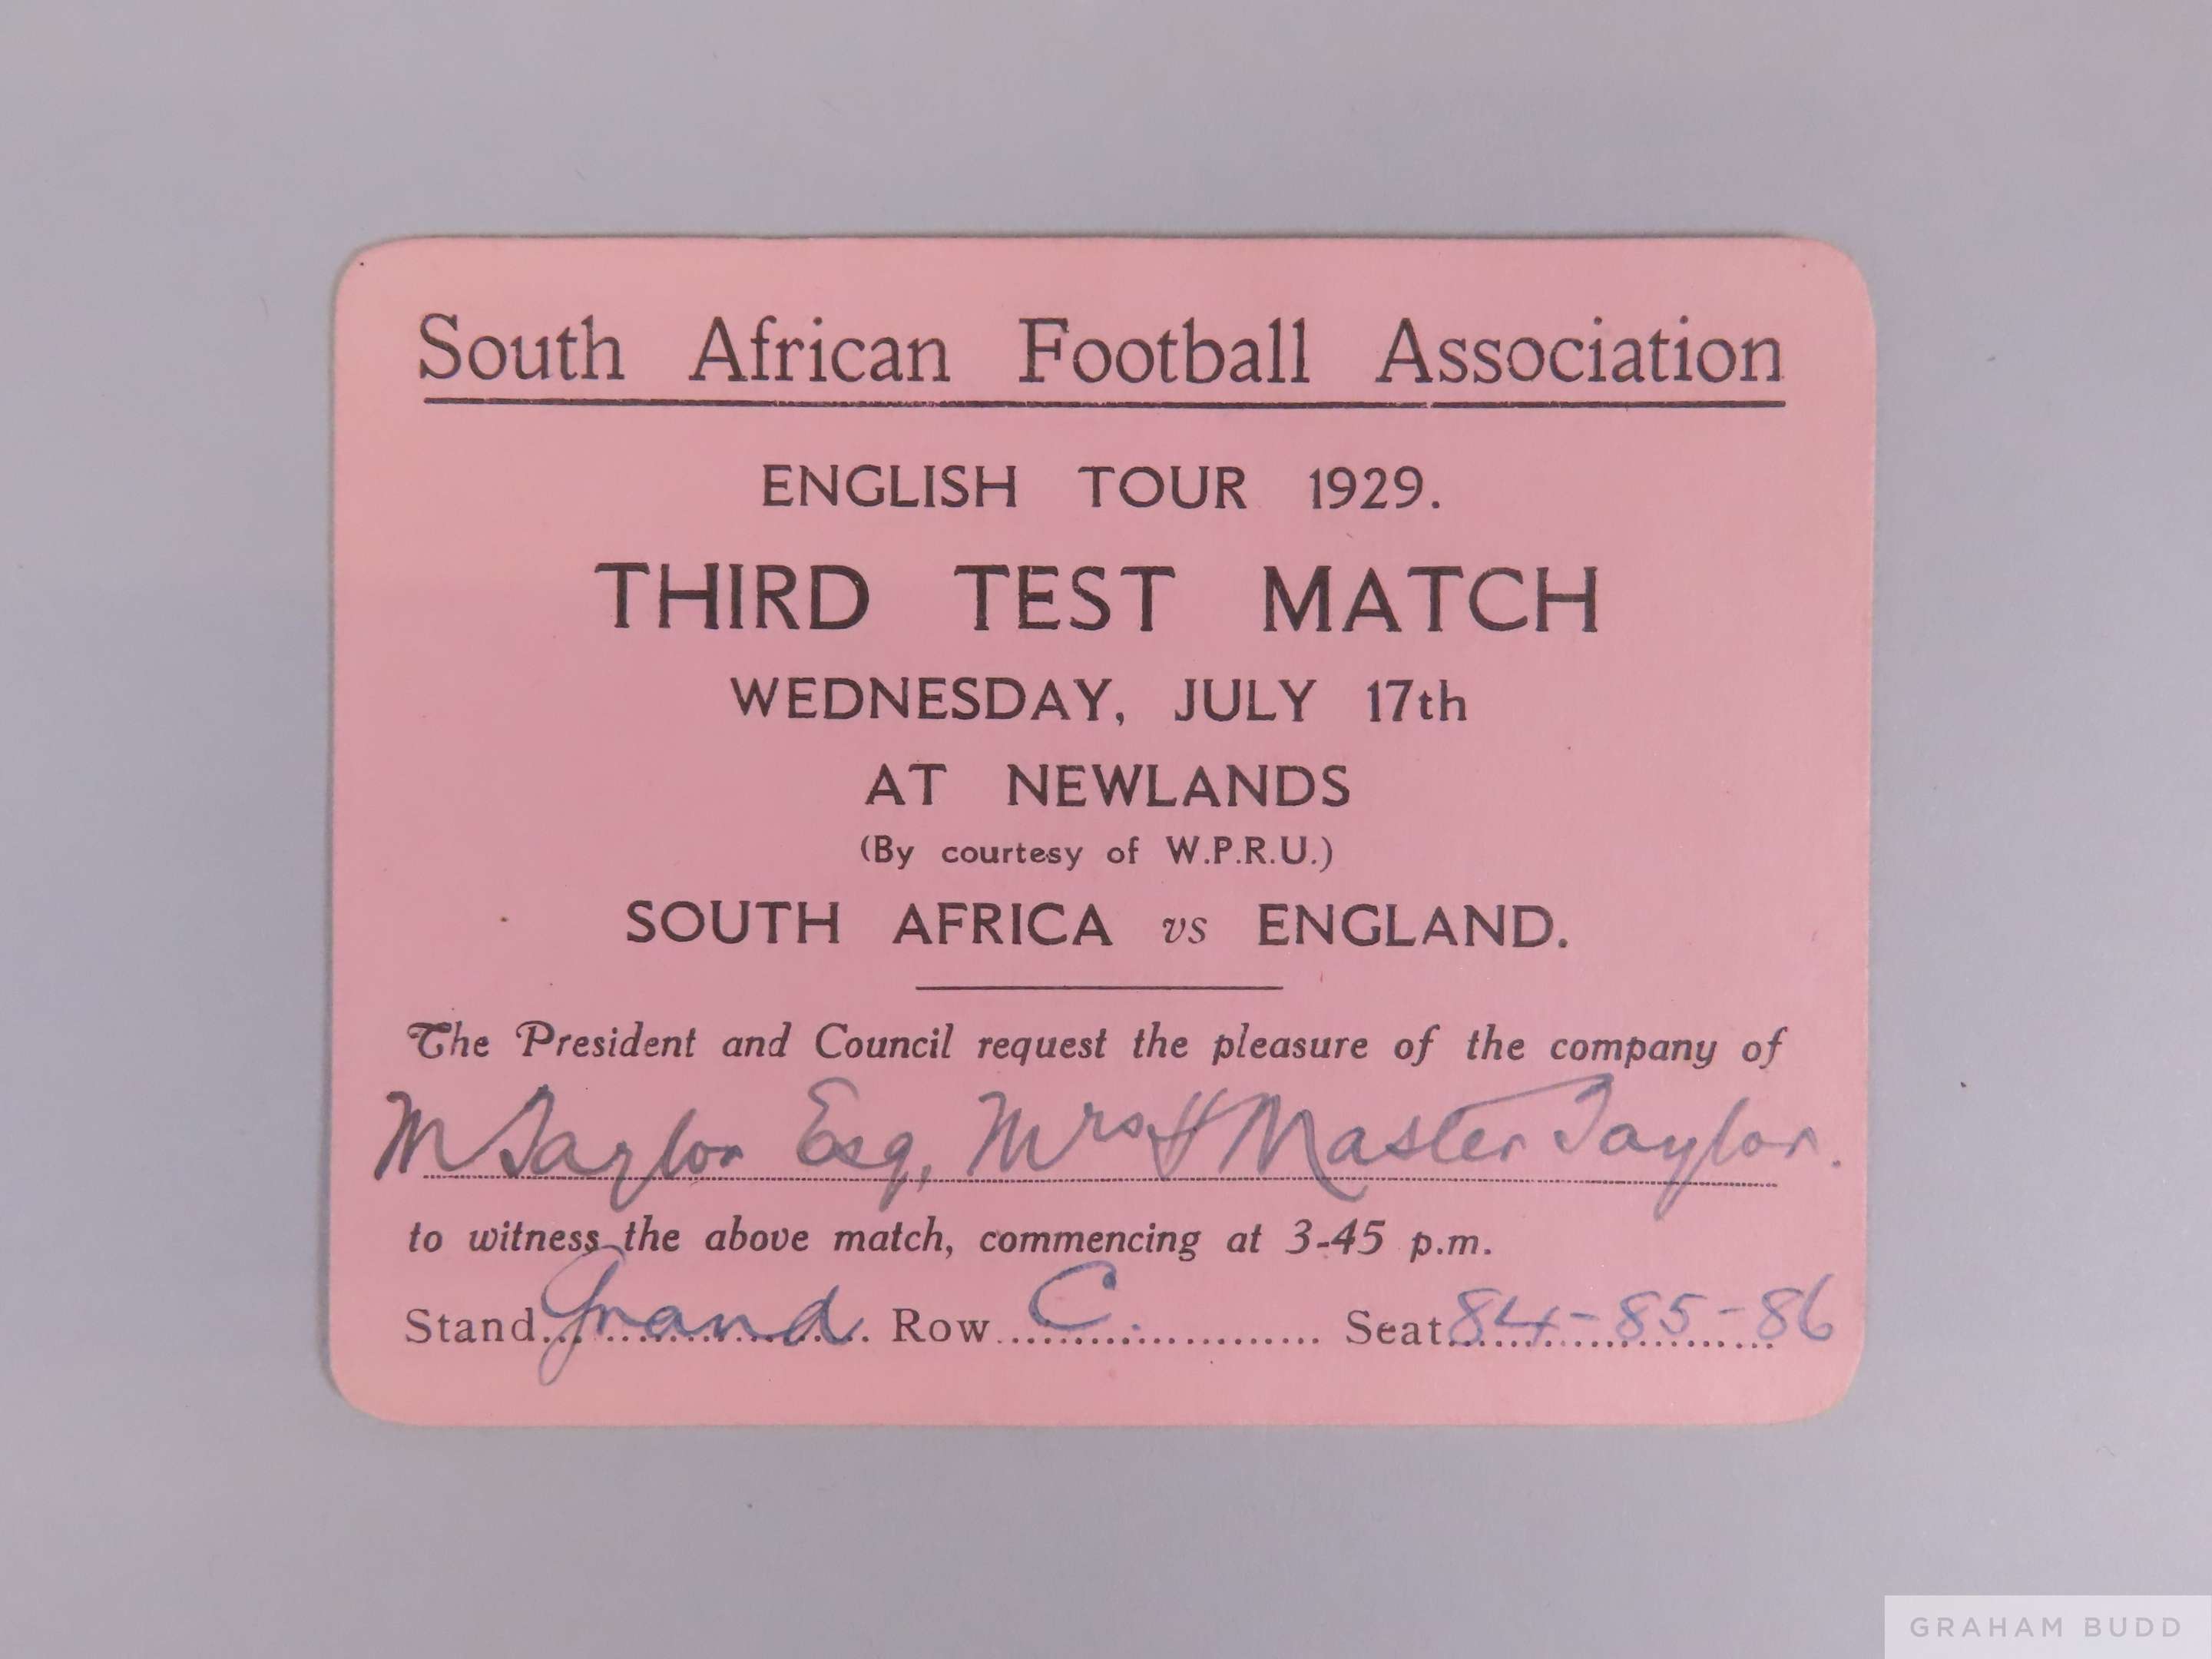 South African Football Association
ENGLISH TOUR 1929.
THIRD TEST MATCH
WEDNESDAY, JULY 17th
AT NEWLANDS
(By courtesy of W.P.R.U.)
SOUTH AFRICA vs ENGLAND.
The President and Council request the pleasure of the company of
M Taylor Esq, Mrs & Master Taylor.
to witness the above match, commencing at 3-45 p.m.
Stand Grand. Row C. Seat 84-85-86
GRAHAM BUDD